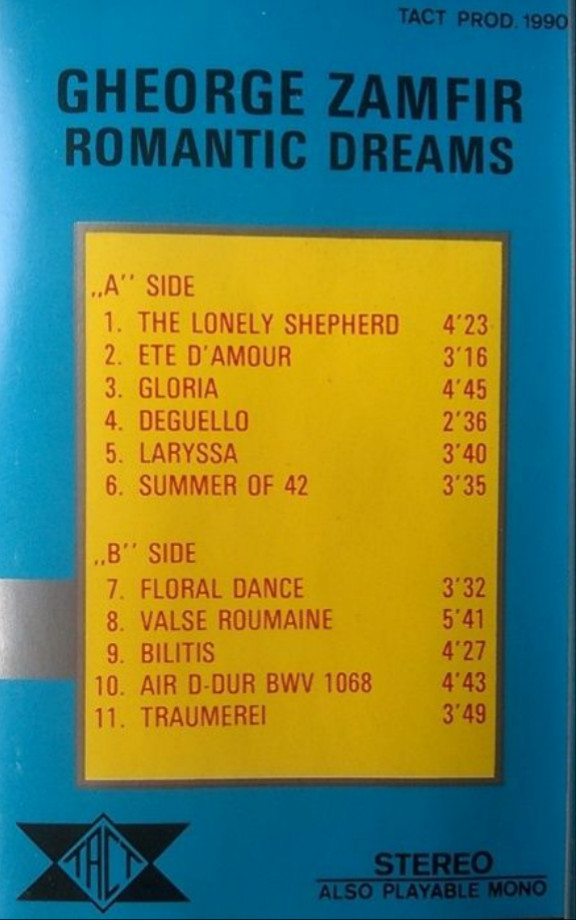 TACT PROD. 1990
GHEORGE ZAMFIR
ROMANTIC DREAMS
„A'' SIDE
1. THE LONELY SHEPHERD 4'23
2. ETE D'AMOUR 3'16
3. GLORIA 4'45
4. DEGUELLO 2'36
5. LARYSSA 3'40
6. SUMMER OF 42 3'35
„B'' SIDE
7. FLORAL DANCE 3'32
8. VALSE ROUMAINE 5'41
9. BILITIS 4'27
10. AIR D-DUR BWV 1068 4'43
11. TRAUMEREI 3'49
TACT
STEREO
ALSO PLAYABLE MONO